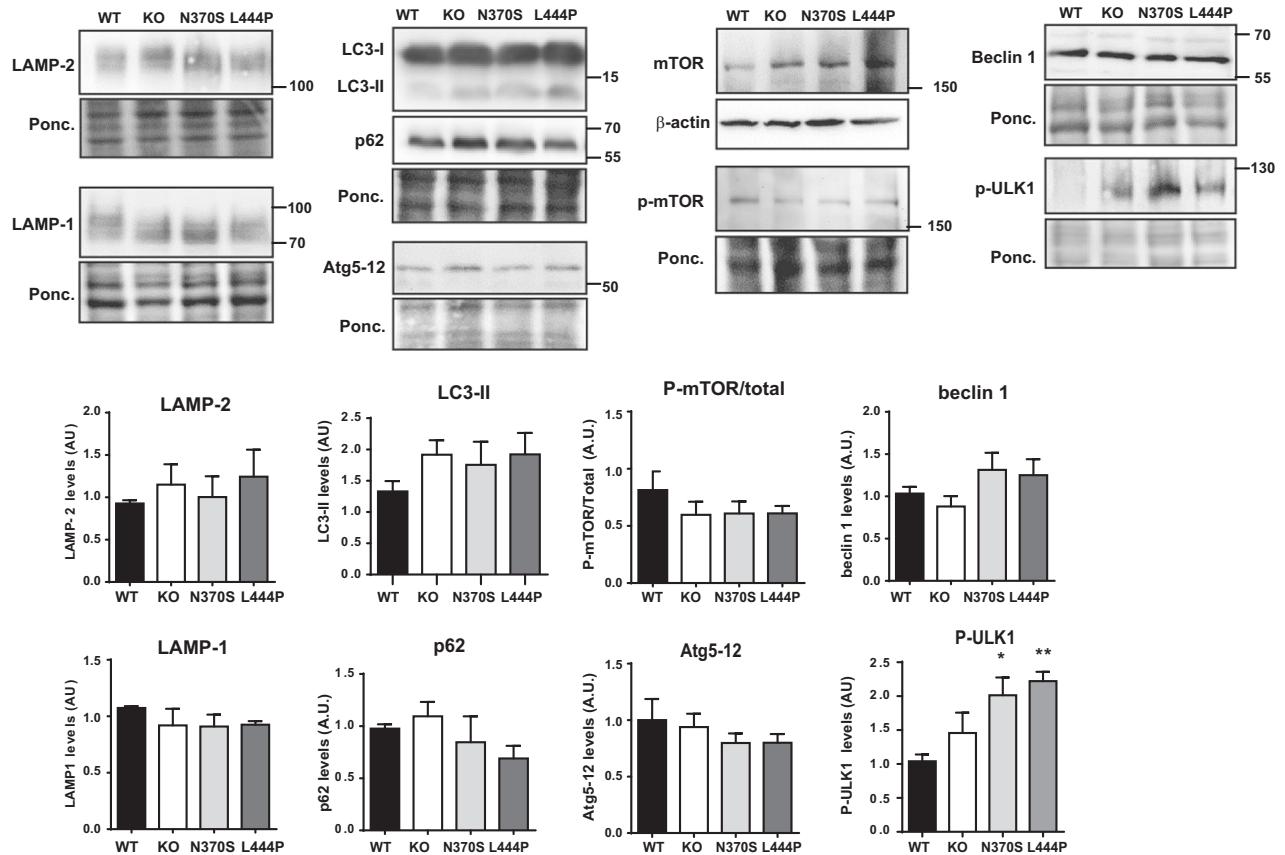 WT KO N370S L444P
LAMP-2
100
Ponc.
LAMP-1
100
70
Ponc.
WT KO N370S L444P
LC3-I
LC3-II
15
p62
70
55
Ponc.
Atg5-12
50
Ponc.
WT KO N370S L444P
mTOR
150
β-actin
p-mTOR
150
Ponc.
WT KO N370S L444P
Beclin 1
70
55
Ponc.
p-ULK1
130
Ponc.
LAMP-2
LAMP- 2 levels (AU)
2.0
1.5
1.0
0.5
0.0
WT KO N370S L444P
LC3-II
LC3-II levels (AU)
2.5
2.0
1.5
1.0
0.5
0.0
WT KO N370S L444P
P-mTOR/total
P-mTOR/Total (A.U.)
1.5
1.0
0.5
0.0
WT KO N370S L444P
beclin 1
beclin 1 levels (A.U.)
2.0
1.5
1.0
0.5
0.0
WT KO N370S L444P
LAMP-1
LAMP1 levels (AU)
1.5
1.0
0.5
0.0
WT KO N370S L444P
p62
p62 levels (A.U.)
1.5
1.0
0.5
0.0
WT KO N370S L444P
Atg5-12
Atg5-12 levels (A.U.)
1.5
1.0
0.5
0.0
WT KO N370S L444P
P-ULK1
P-ULK1 levels (AU)
2.5
2.0
1.5
1.0
0.5
0.0
* **
WT KO N370S L444P